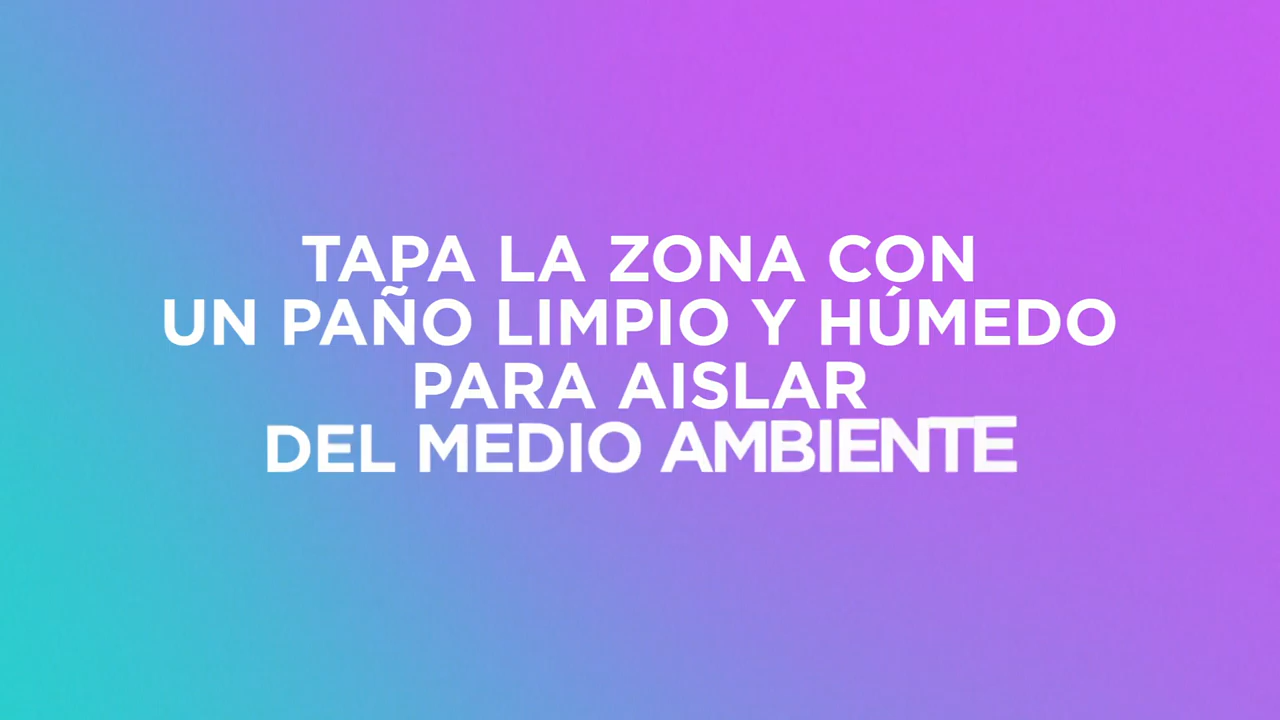 TAPA LA ZONA CON
UN PAÑO LIMPIO Y HÚMEDO
PARA AISLAR
DEL MEDIO AMBIENTE